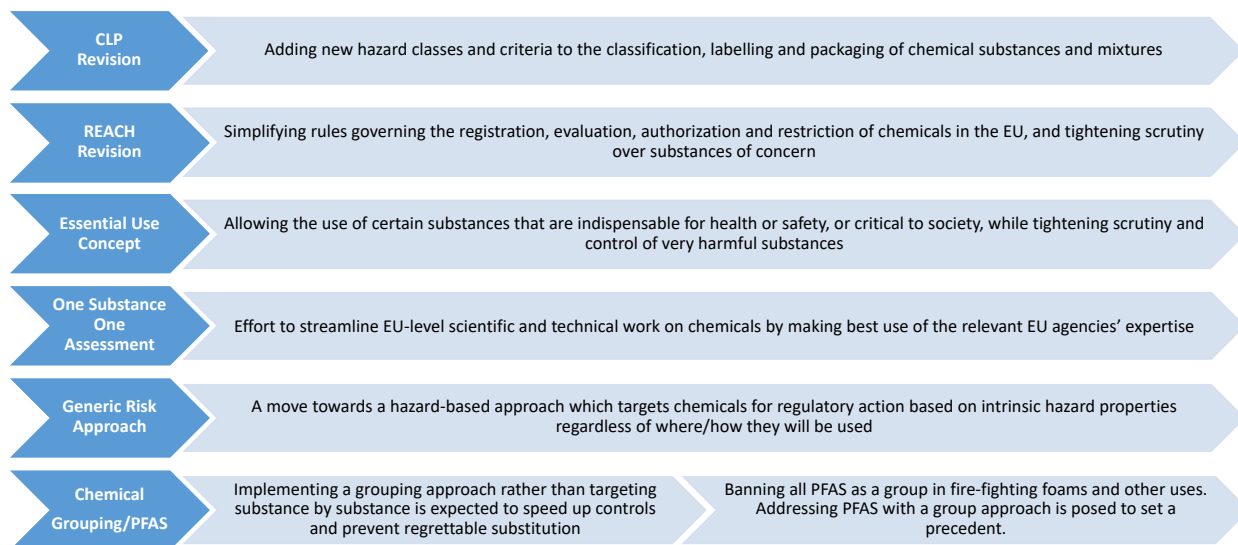 CLP
Revision
Adding new hazard classes and criteria to the classification, labelling and packaging of chemical substances and mixtures
REACH
Revision
Simplifying rules governing the registration, evaluation, authorization and restriction of chemicals in the EU, and tightening scrutiny
over substances of concern
Essential Use
Concept
Allowing the use of certain substances that are indispensable for health or safety, or critical to society, while tightening scrutiny and
control of very harmful substances
One Substance
One
Assessment
Effort to streamline EU-level scientific and technical work on chemicals by making best use of the relevant EU agencies’ expertise
Generic Risk
Approach
A move towards a hazard-based approach which targets chemicals for regulatory action based on intrinsic hazard properties
regardless of where/how they will be used
Chemical
Grouping/PFAS
Implementing a grouping approach rather than targeting
substance by substance is expected to speed up controls
and prevent regrettable substitution
Banning all PFAS as a group in fire-fighting foams and other uses.
Addressing PFAS with a group approach is posed to set a
precedent.